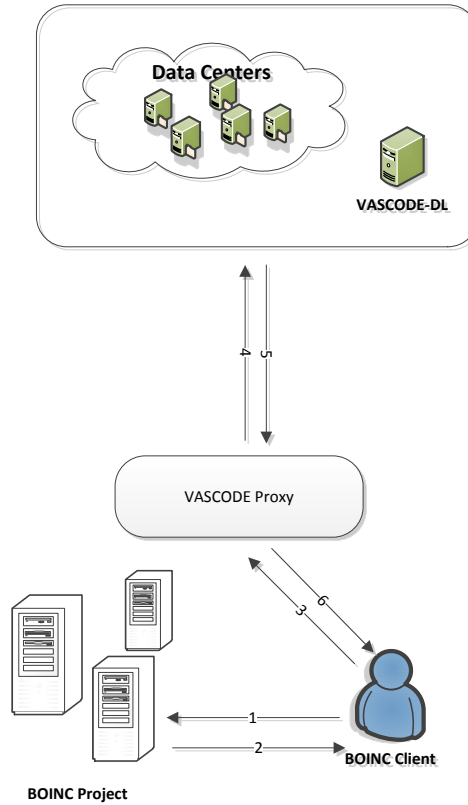 Data Centers
VASCODE-DL
4
5
VASCODE Proxy
6
3
1
2
BOINC Client
BOINC Project